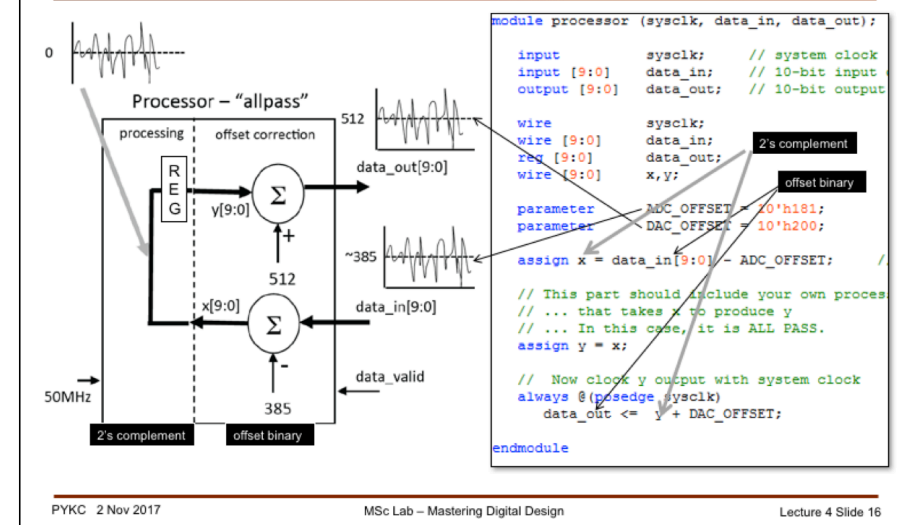 0
Processor – "allpass"
processing
offset correction
R
E
G
y[9:0]
Σ
+
512
x[9:0]
Σ
-
385
50MHz
2's complement
offset binary
512
data_out[9:0]
~385
data_in[9:0]
data_valid
module processor (sysclk, data_in, data_out);
input sysclk; // system clock
input [9:0] data_in; // 10-bit input
output [9:0] data_out; // 10-bit output
wire sysclk;
wire [9:0] data_in;
reg [9:0] data_out;
wire [9:0] x,y;
2's complement
offset binary
parameter ADC_OFFSET = 10'h181;
parameter DAC_OFFSET = 10'h200;
assign x = data_in[9:0] - ADC_OFFSET; //
// This part should include your own proces
// ... that takes x to produce y
// ... In this case, it is ALL PASS.
assign y = x;
// Now clock y output with system clock
always @(posedge sysclk)
data_out <= y + DAC_OFFSET;
endmodule
PYKC 2 Nov 2017
MSc Lab – Mastering Digital Design
Lecture 4 Slide 16